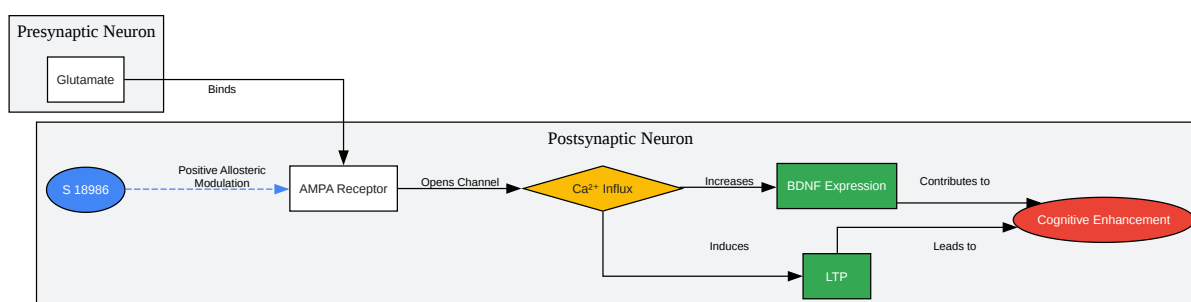 Presynaptic Neuron
Glutamate
Binds
Postsynaptic Neuron
S 18986
Positive Allosteric
Modulation
AMPA Receptor
Opens Channel
Ca²⁺ Influx
Increases
BDNF Expression
Contributes to
Cognitive Enhancement
Induces
LTP
Leads to